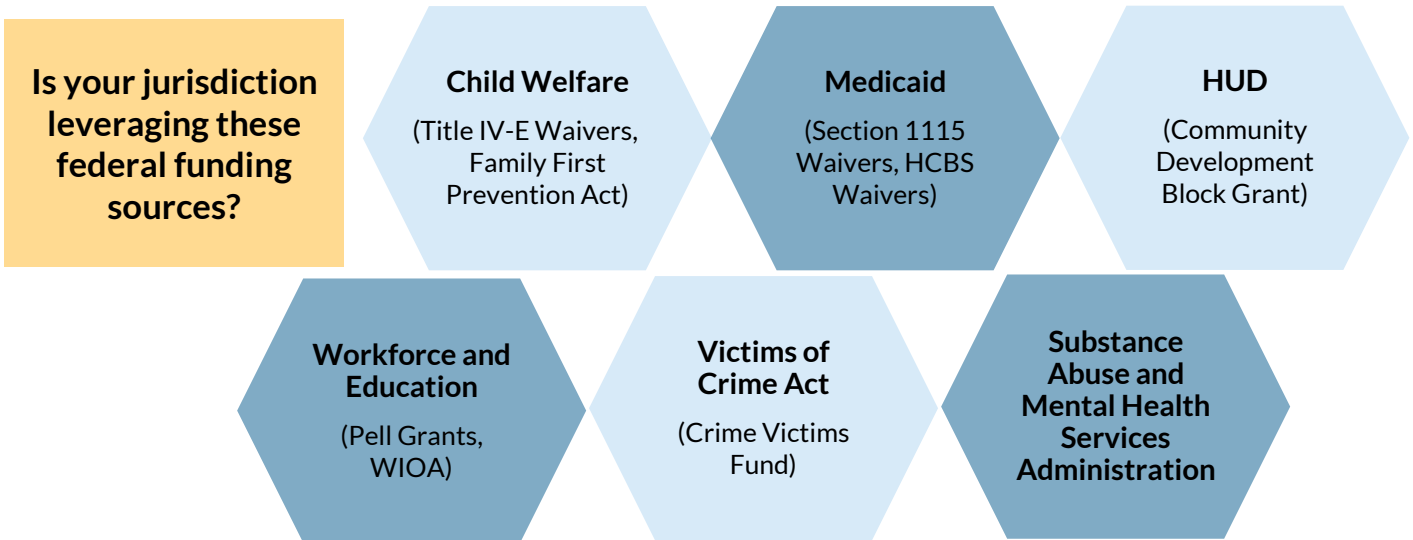 Is your jurisdiction
leveraging these
federal funding
sources?
Child Welfare
(Title IV-E Waivers,
Family First
Prevention Act)
Medicaid
(Section 1115
Waivers, HCBS
Waivers)
HUD
(Community
Development
Block Grant)
Workforce and
Education
(Pell Grants,
WIOA)
Victims of
Crime Act
(Crime Victims
Fund)
Substance
Abuse and
Mental Health
Services
Administration